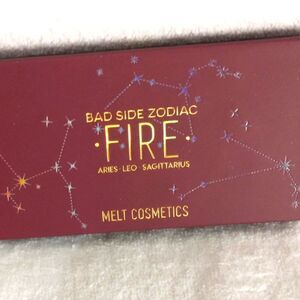 BAD SIDE ZODIAC
·FIRE·
ARIES·LEO·SAGITTARIUS
MELT COSMETICS